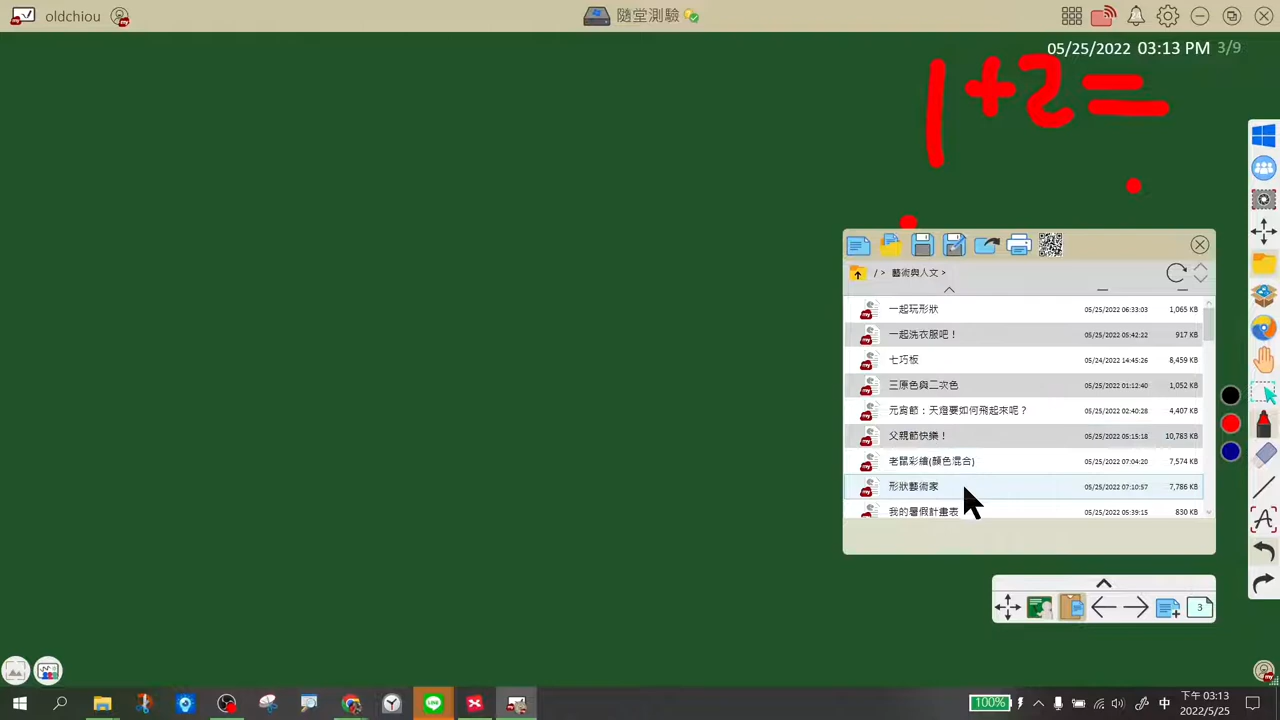 oldchiou
隨堂測驗
05/25/2022 03:13 PM 3/9
1+2=
/ > 藝術與人文 >
一起玩形狀 05/25/2022 06:33:03 1,065 KB
一起洗衣服吧！ 05/25/2022 05:42:22 917 KB
七巧板 05/24/2022 14:45:26 8,459 KB
三原色與二次色 05/25/2022 01:12:40 1,052 KB
元宵節：天燈要如何飛起來呢？ 05/25/2022 02:40:28 4,407 KB
父親節快樂！ 05/25/2022 05:15:18 10,783 KB
老鼠彩繪(顏色混合) 05/25/2022 07:04:20 7,574 KB
形狀藝術家 05/25/2022 07:10:57 7,786 KB
我的暑假計畫表 05/25/2022 05:39:15 830 KB
3
LINE
100%
中
下午 03:13
2022/5/25